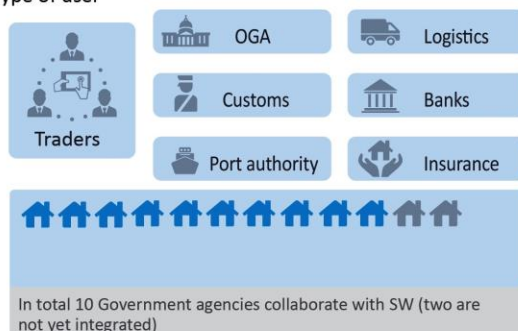 ype of user
OGA
Logistics
Customs
Banks
Traders
Port authority
Insurance
In total 10 Government agencies collaborate with SW (two are
not yet integrated)